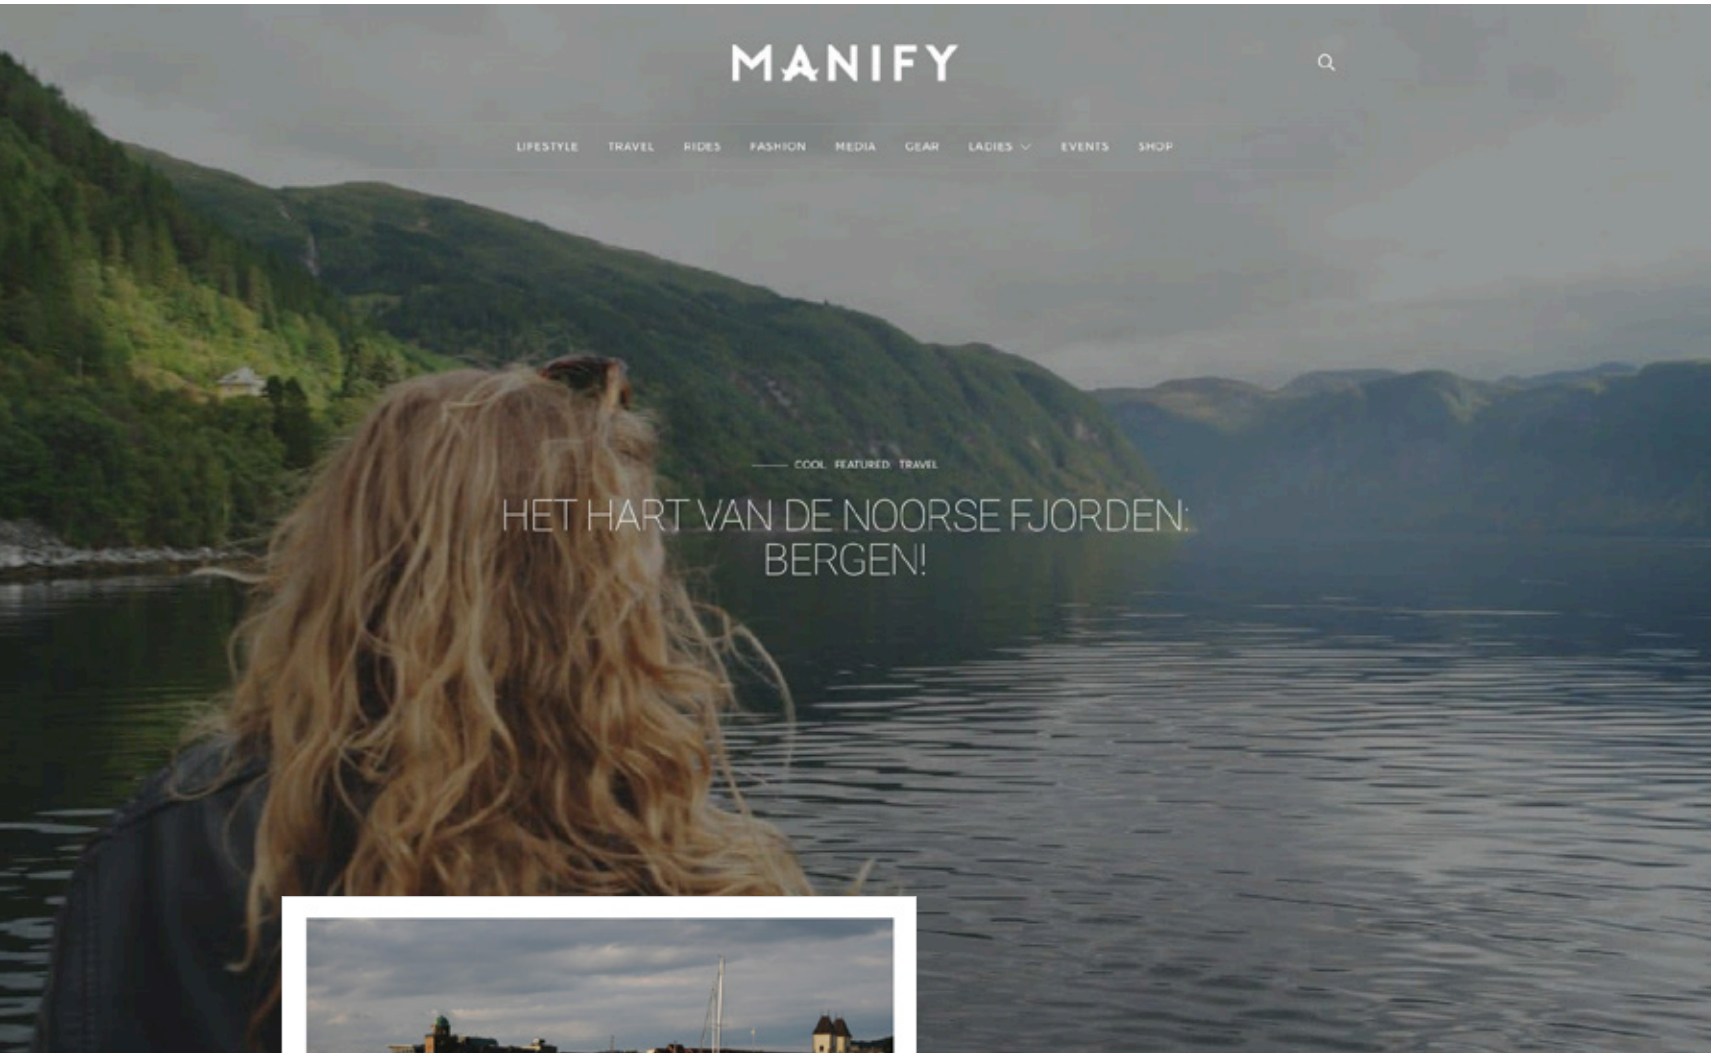 MANIFY
LIFESTYLE TRAVEL RIDES FASHION MEDIA GEAR LADIES EVENTS SHOP
COOL FEATURED TRAVEL
HET HART VAN DE NOORSE FJORDEN:
BERGEN!